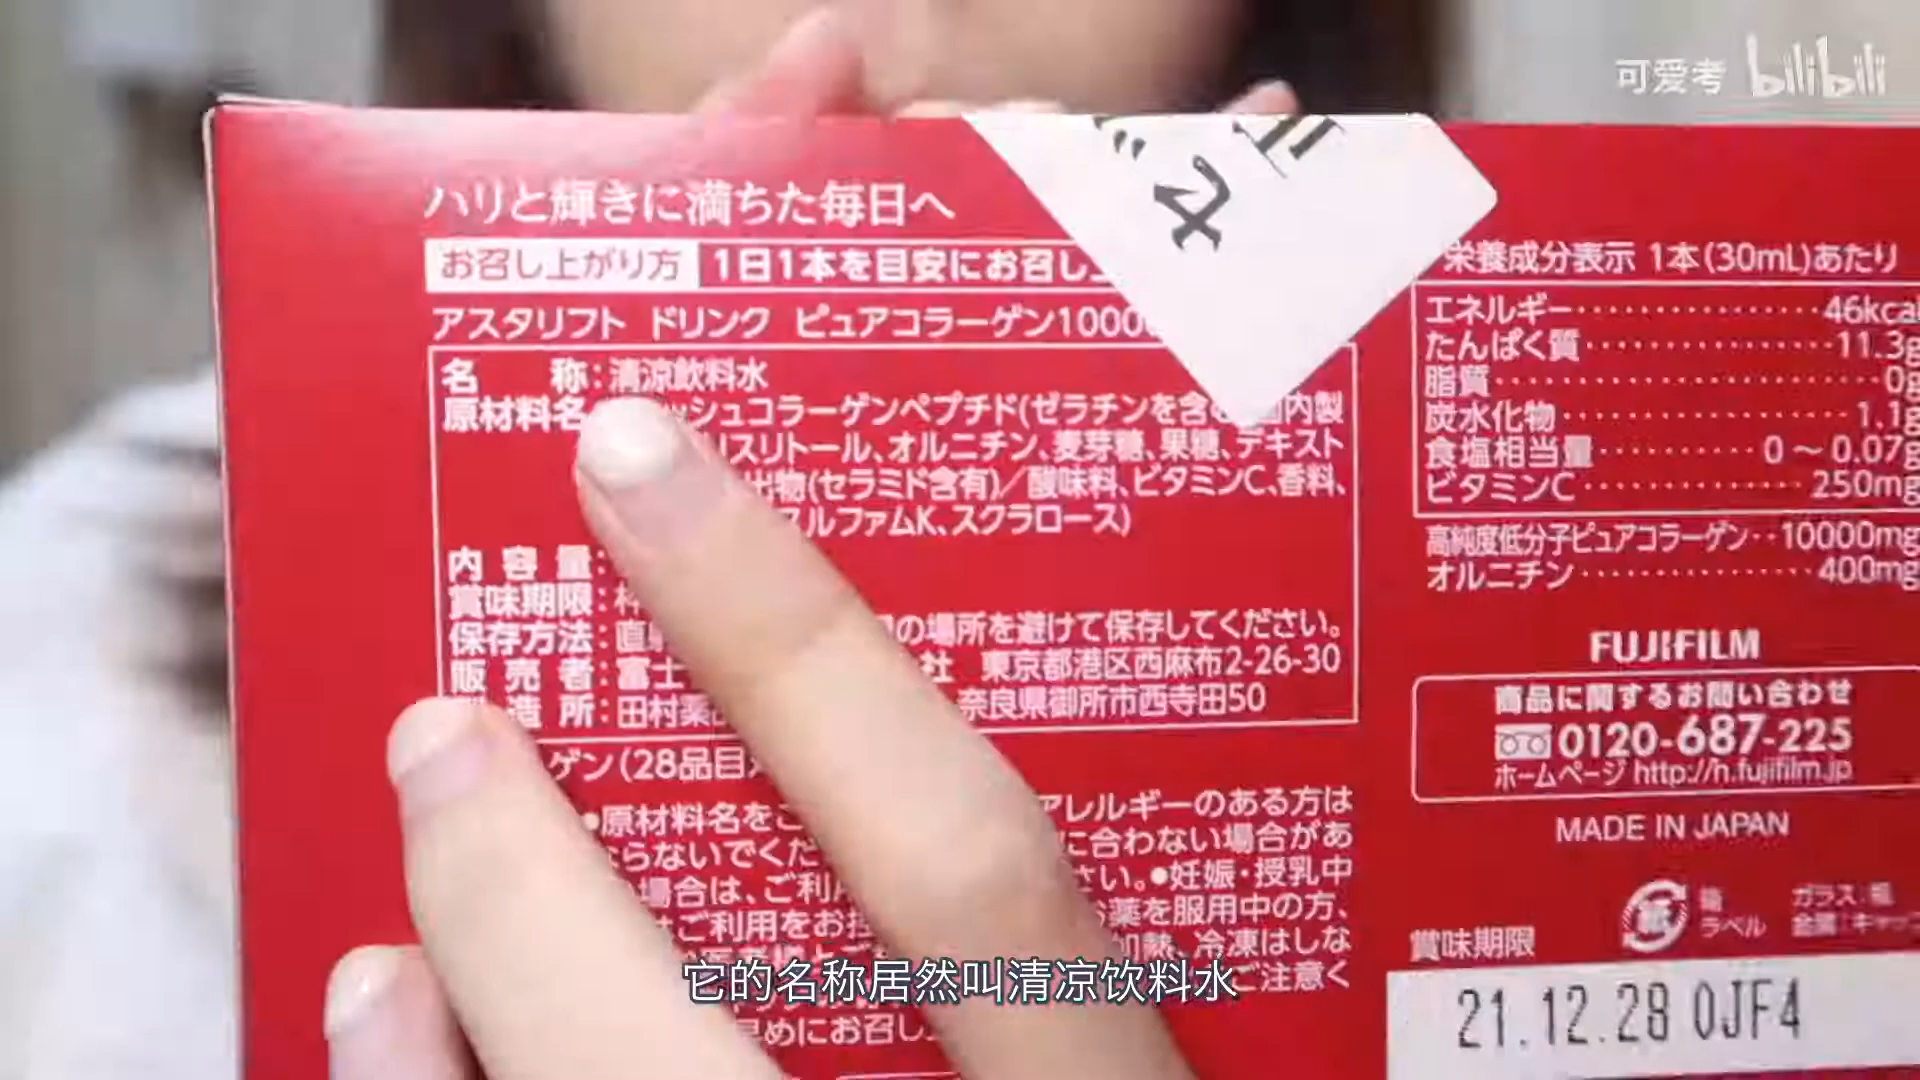 可爱考 bilibili
ハリと輝きに満ちた毎日へ
お召し上がり方 1日1本を目安にお召し
アスタリフト ドリンク ピュアコラーゲン1000
名 称:清涼飲料水
原材料名 ッシュコラーゲンペプチド(ゼラチンを含む 国内製
リスリトール、オルニチン、麦芽糖、果糖、デキスト
出物(セラミド含有)/酸味料、ビタミンC、香料、
スルファムK、スクラロース)
内 容 量:
賞味期限:枠
保存方法:直射 の場所を避けて保存してください。
販 売 者:富士 社 東京都港区西麻布2-26-30
造 所:田村薬 奈良県御所市西寺田50
ゲン(28品目
●原材料名をご アレルギーのある方は
らないでくだ に合わない場合があ
場合は、ご利用 さい。●妊娠・授乳中
ご利用をお控 お薬を服用中の方、
加熱、冷凍はしな
ご注意く
早めにお召し
栄養成分表示 1本(30mL)あたり
エネルギー 46kcal
たんぱく質 11.3g
脂質 0g
炭水化物 1.1g
食塩相当量 0～0.07g
ビタミンC 250mg
高純度低分子ピュアコラーゲン 10000mg
オルニチン 400mg
FUJIFILM
商品に関するお問い合わせ
0120-687-225
ホームページ http://h.fujifilm.jp
MADE IN JAPAN
紙 箱 ラベル
ガラス:瓶
金属:キャップ
賞味期限
21.12.28 0JF4
它的名称居然叫清凉饮料水